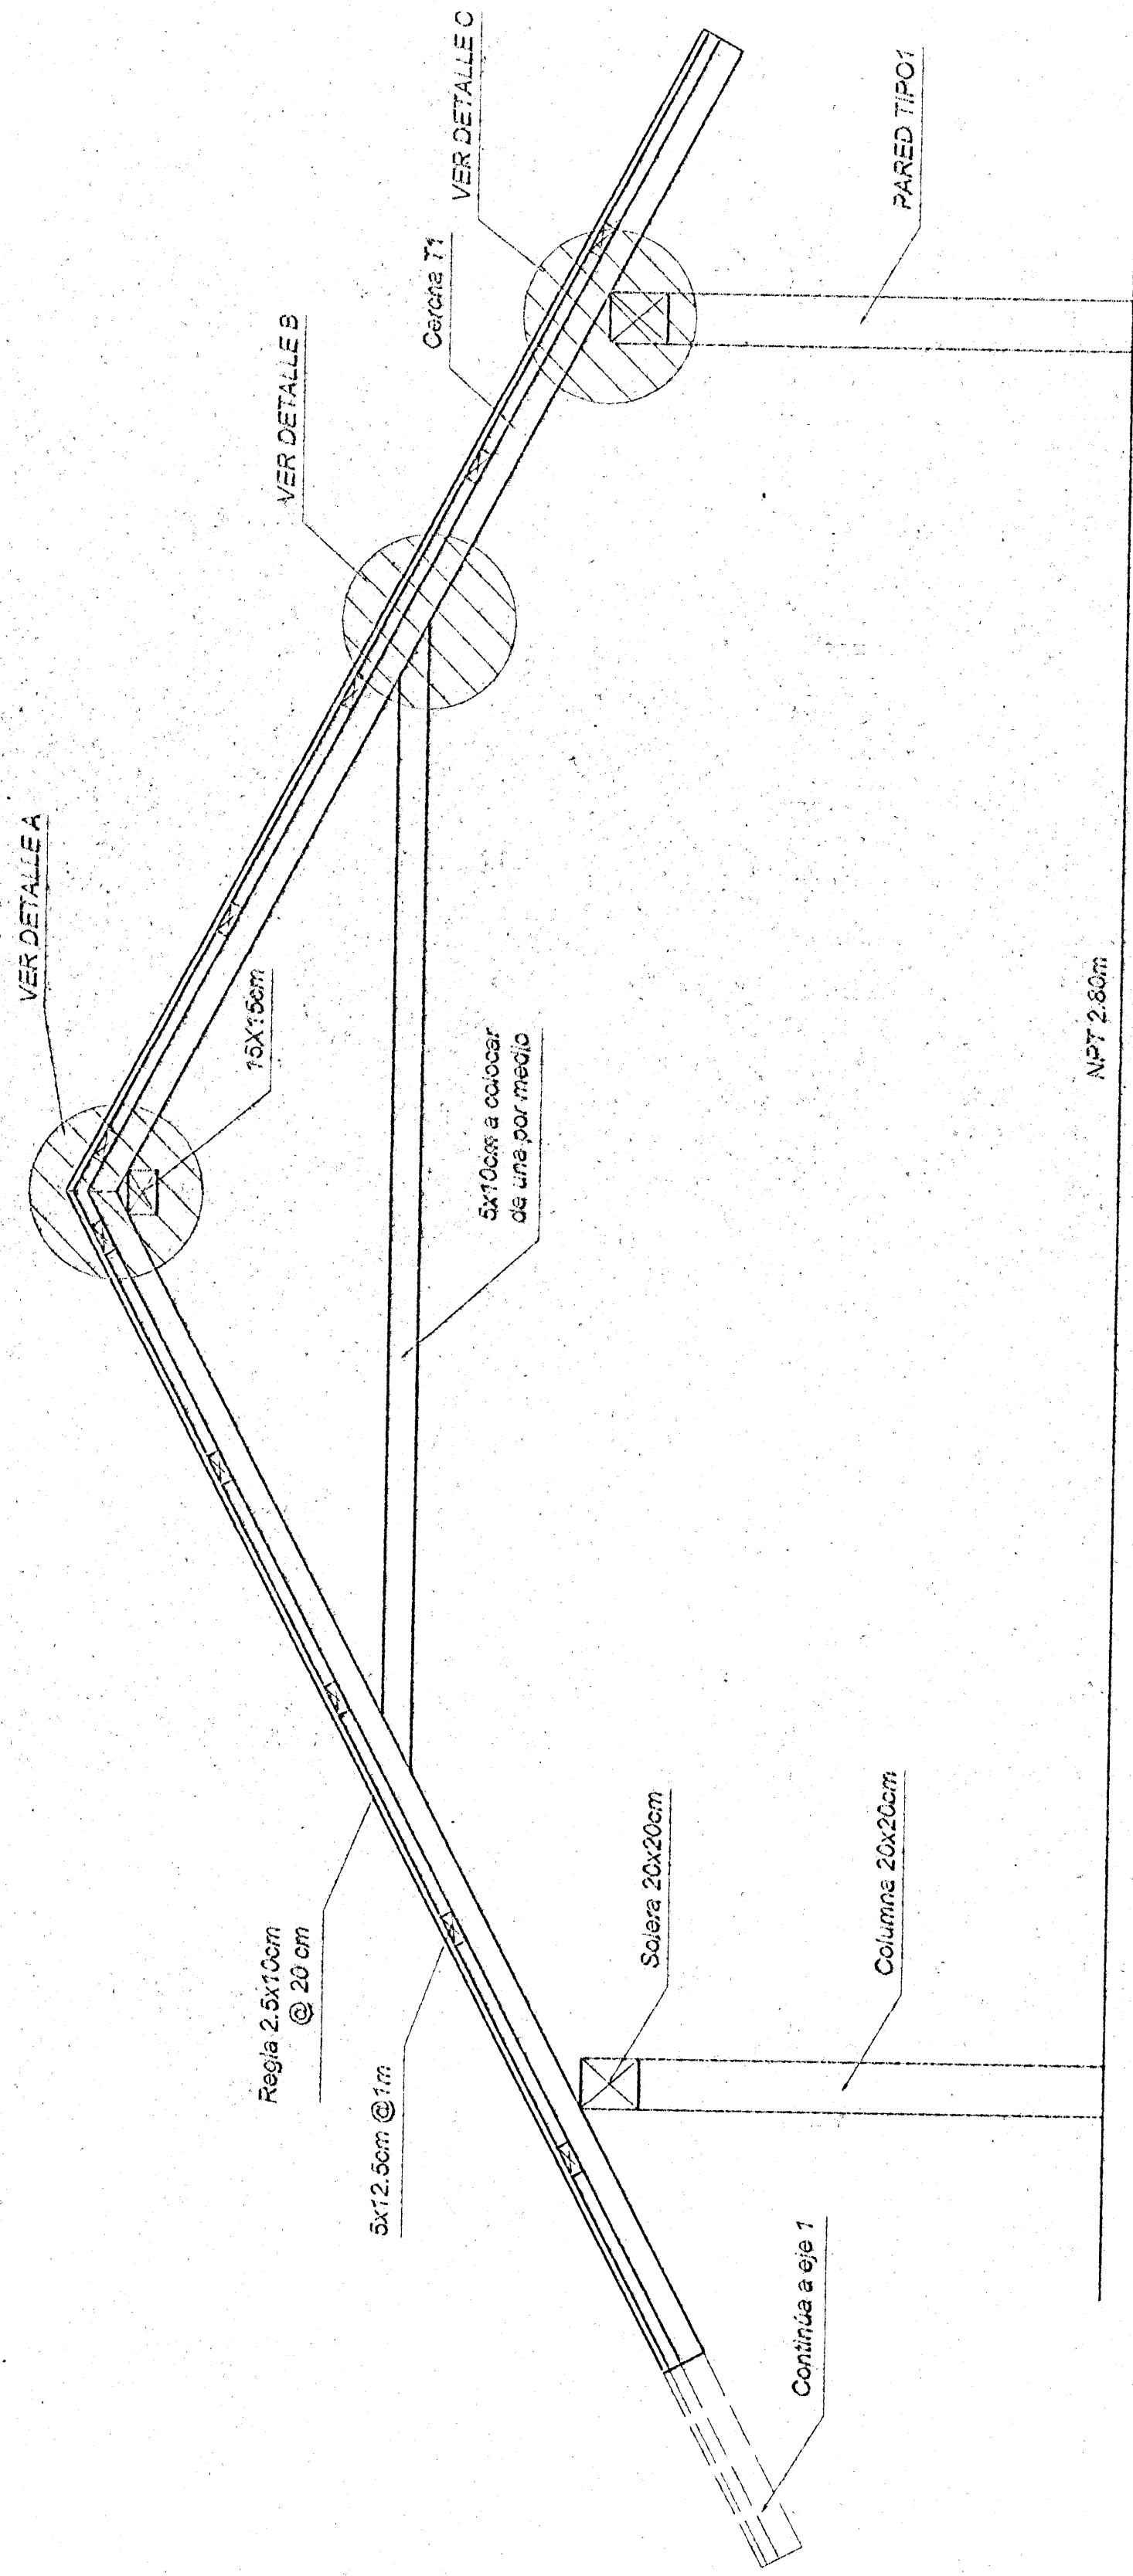 VER DETALLE A
VER DETALLE B
VER DETALLE C
Cercha T1
15X15cm
Regla 2.5x10cm
@ 20 cm
5x12.5cm @1m
5x10cm a colocar
de una por medio
Solera 20x20cm
Columna 20x20cm
PARED TIPO1
Continúa a eje 1
NPT 2.80m